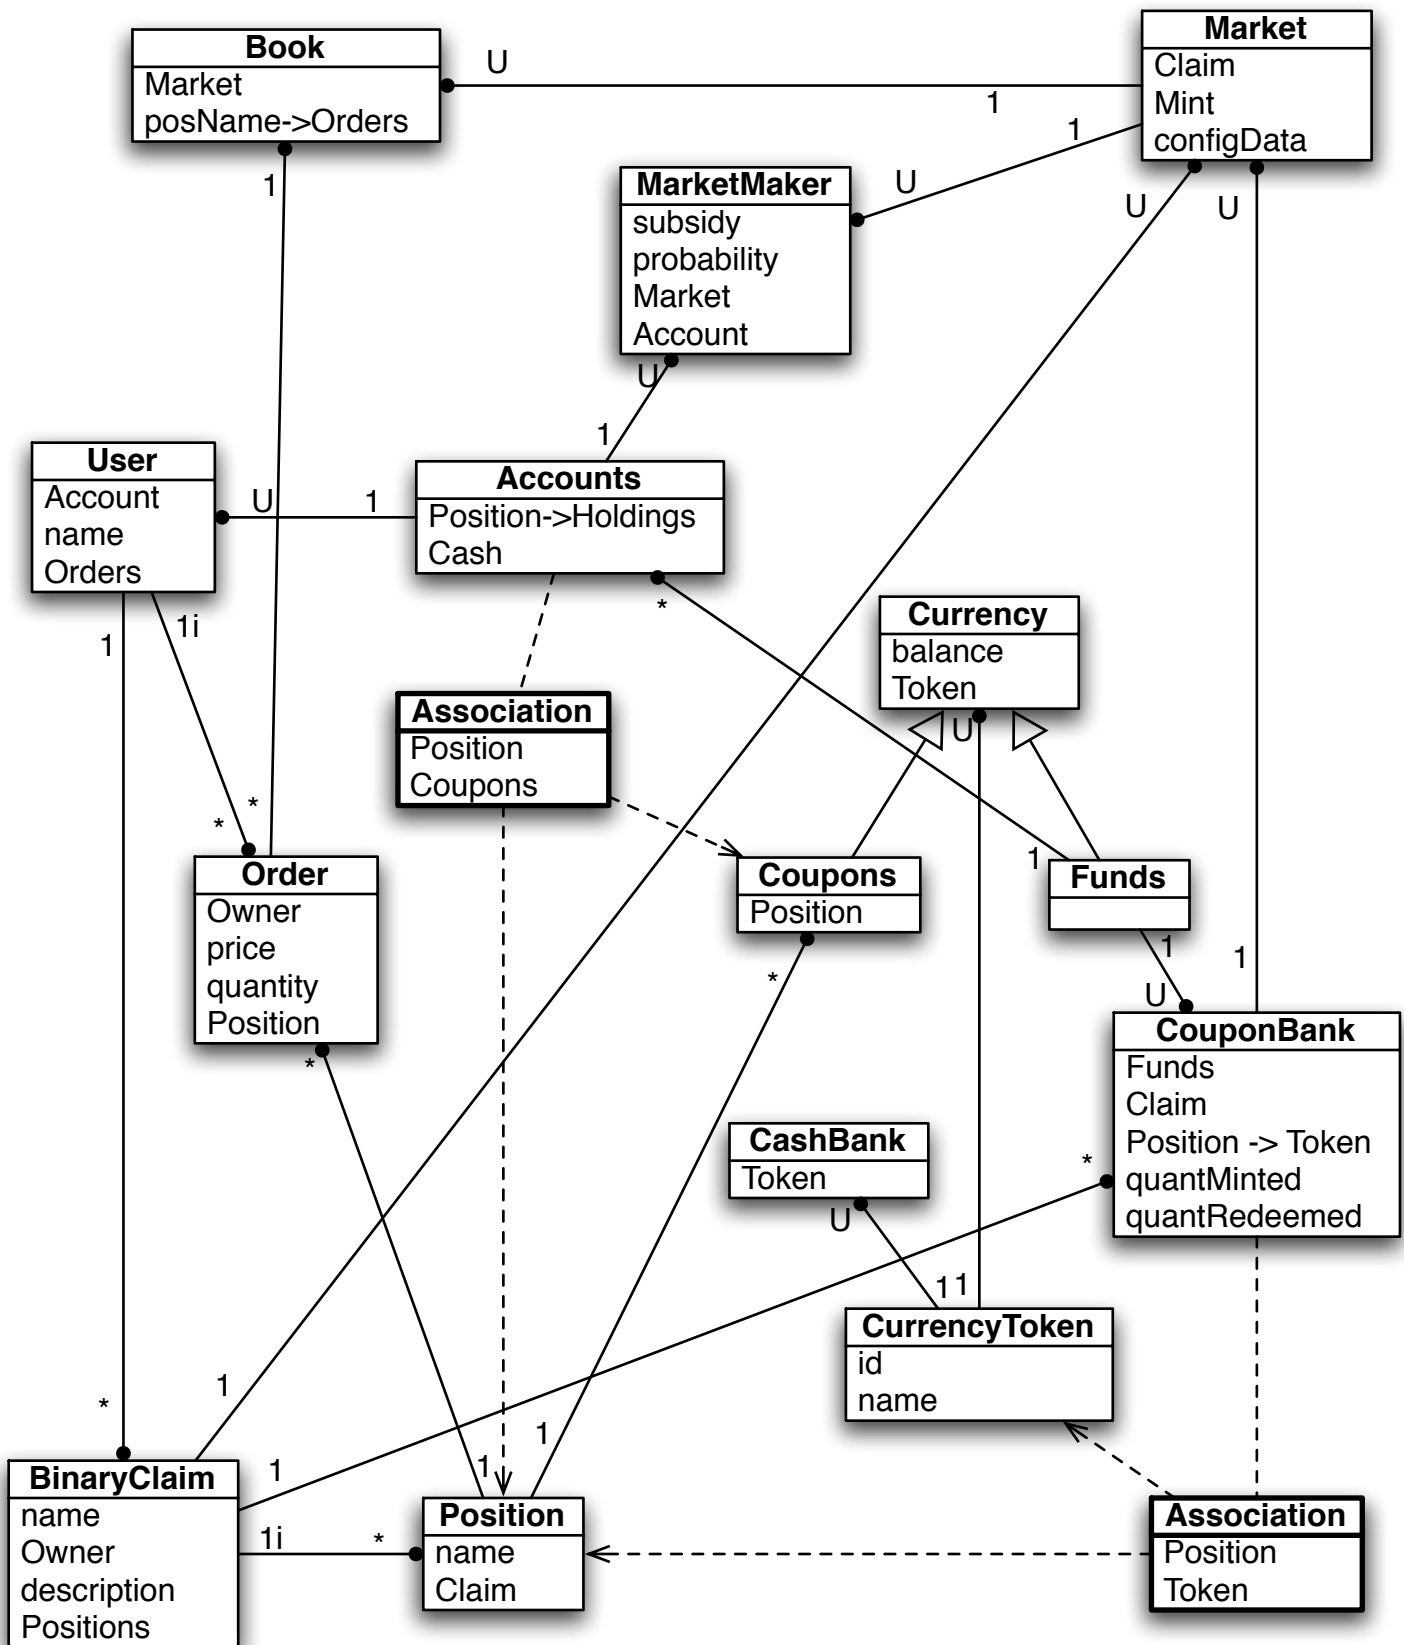 Book
Market
posName->Orders
U
1
Market
Claim
Mint
configData
1
U
1
U
U
MarketMaker
subsidy
probability
Market
Account
U
1
User
Account
name
Orders
U
1
Accounts
Position->Holdings
Cash
*
1
1i
Currency
balance
Token
U
Association
Position
Coupons
*
*
Order
Owner
price
quantity
Position
*
Coupons
Position
*
1
Funds
1
U
1
CouponBank
Funds
Claim
Position -> Token
quantMinted
quantRedeemed
*
CashBank
Token
U
1
1
CurrencyToken
id
name
1
*
1
1
1
BinaryClaim
name
Owner
description
Positions
1i
*
Position
name
Claim
Association
Position
Token